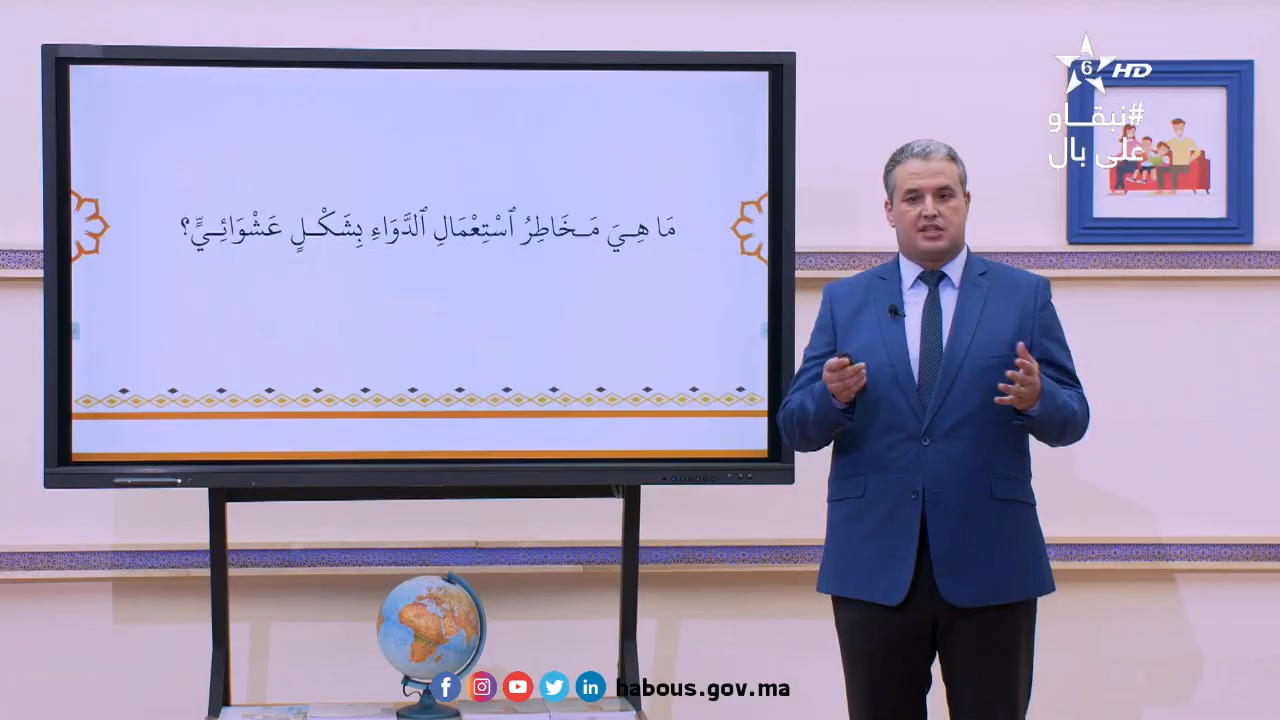 مَا هِـيَ مَـخَاطِرُ ٱسْتِعْمَالِ ٱلدَّوَاءِ بِشَكْـلٍ عَشْوَائِـيٍّ؟
6 HD
#نبقـاو
على بال
habous.gov.ma